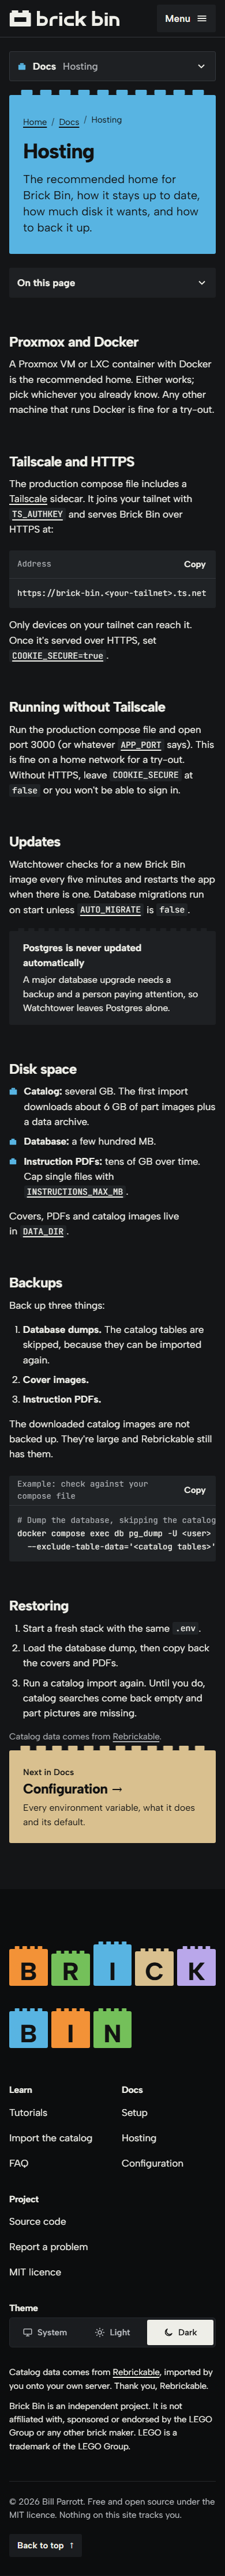 brick bin
Menu
Docs Hosting
Home / Docs / Hosting
Hosting
The recommended home for
Brick Bin, how it stays up to date,
how much disk it wants, and how
to back it up.
On this page
Proxmox and Docker
A Proxmox VM or LXC container with Docker
is the recommended home. Either works;
pick whichever you already know. Any other
machine that runs Docker is fine for a try-out.
Tailscale and HTTPS
The production compose file includes a
Tailscale sidecar. It joins your tailnet with
TS_AUTHKEY and serves Brick Bin over
HTTPS at:
Address
Copy
https://brick-bin.<your-tailnet>.ts.net
Only devices on your tailnet can reach it.
Once it's served over HTTPS, set
COOKIE_SECURE=true.
Running without Tailscale
Run the production compose file and open
port 3000 (or whatever APP_PORT says). This
is fine on a home network for a try-out.
Without HTTPS, leave COOKIE_SECURE at
false or you won't be able to sign in.
Updates
Watchtower checks for a new Brick Bin
image every five minutes and restarts the app
when there is one. Database migrations run
on start unless AUTO_MIGRATE is false.
Postgres is never updated
automatically
A major database upgrade needs a
backup and a person paying attention, so
Watchtower leaves Postgres alone.
Disk space
Catalog: several GB. The first import
downloads about 6 GB of part images plus
a data archive.
Database: a few hundred MB.
Instruction PDFs: tens of GB over time.
Cap single files with
INSTRUCTIONS_MAX_MB.
Covers, PDFs and catalog images live
in DATA_DIR.
Backups
Back up three things:
1. Database dumps. The catalog tables are
skipped, because they can be imported
again.
2. Cover images.
3. Instruction PDFs.
The downloaded catalog images are not
backed up. They're large and Rebrickable still
has them.
Example: check against your
compose file
Copy
# Dump the database, skipping the catalog
docker compose exec db pg_dump -U <user>
--exclude-table-data='<catalog tables>'
Restoring
1. Start a fresh stack with the same .env.
2. Load the database dump, then copy back
the covers and PDFs.
3. Run a catalog import again. Until you do,
catalog searches come back empty and
part pictures are missing.
Catalog data comes from Rebrickable.
Next in Docs
Configuration →
Every environment variable, what it does
and its default.
BRICK
BIN
Learn
Tutorials
Import the catalog
FAQ
Docs
Setup
Hosting
Configuration
Project
Source code
Report a problem
MIT licence
Theme
System Light Dark
Catalog data comes from Rebrickable, imported by
you onto your own server. Thank you, Rebrickable.
Brick Bin is an independent project. It is not
affiliated with, sponsored or endorsed by the LEGO
Group or any other brick maker. LEGO is a
trademark of the LEGO Group.
© 2026 Bill Parrott. Free and open source under the
MIT licence. Nothing on this site tracks you.
Back to top ↑